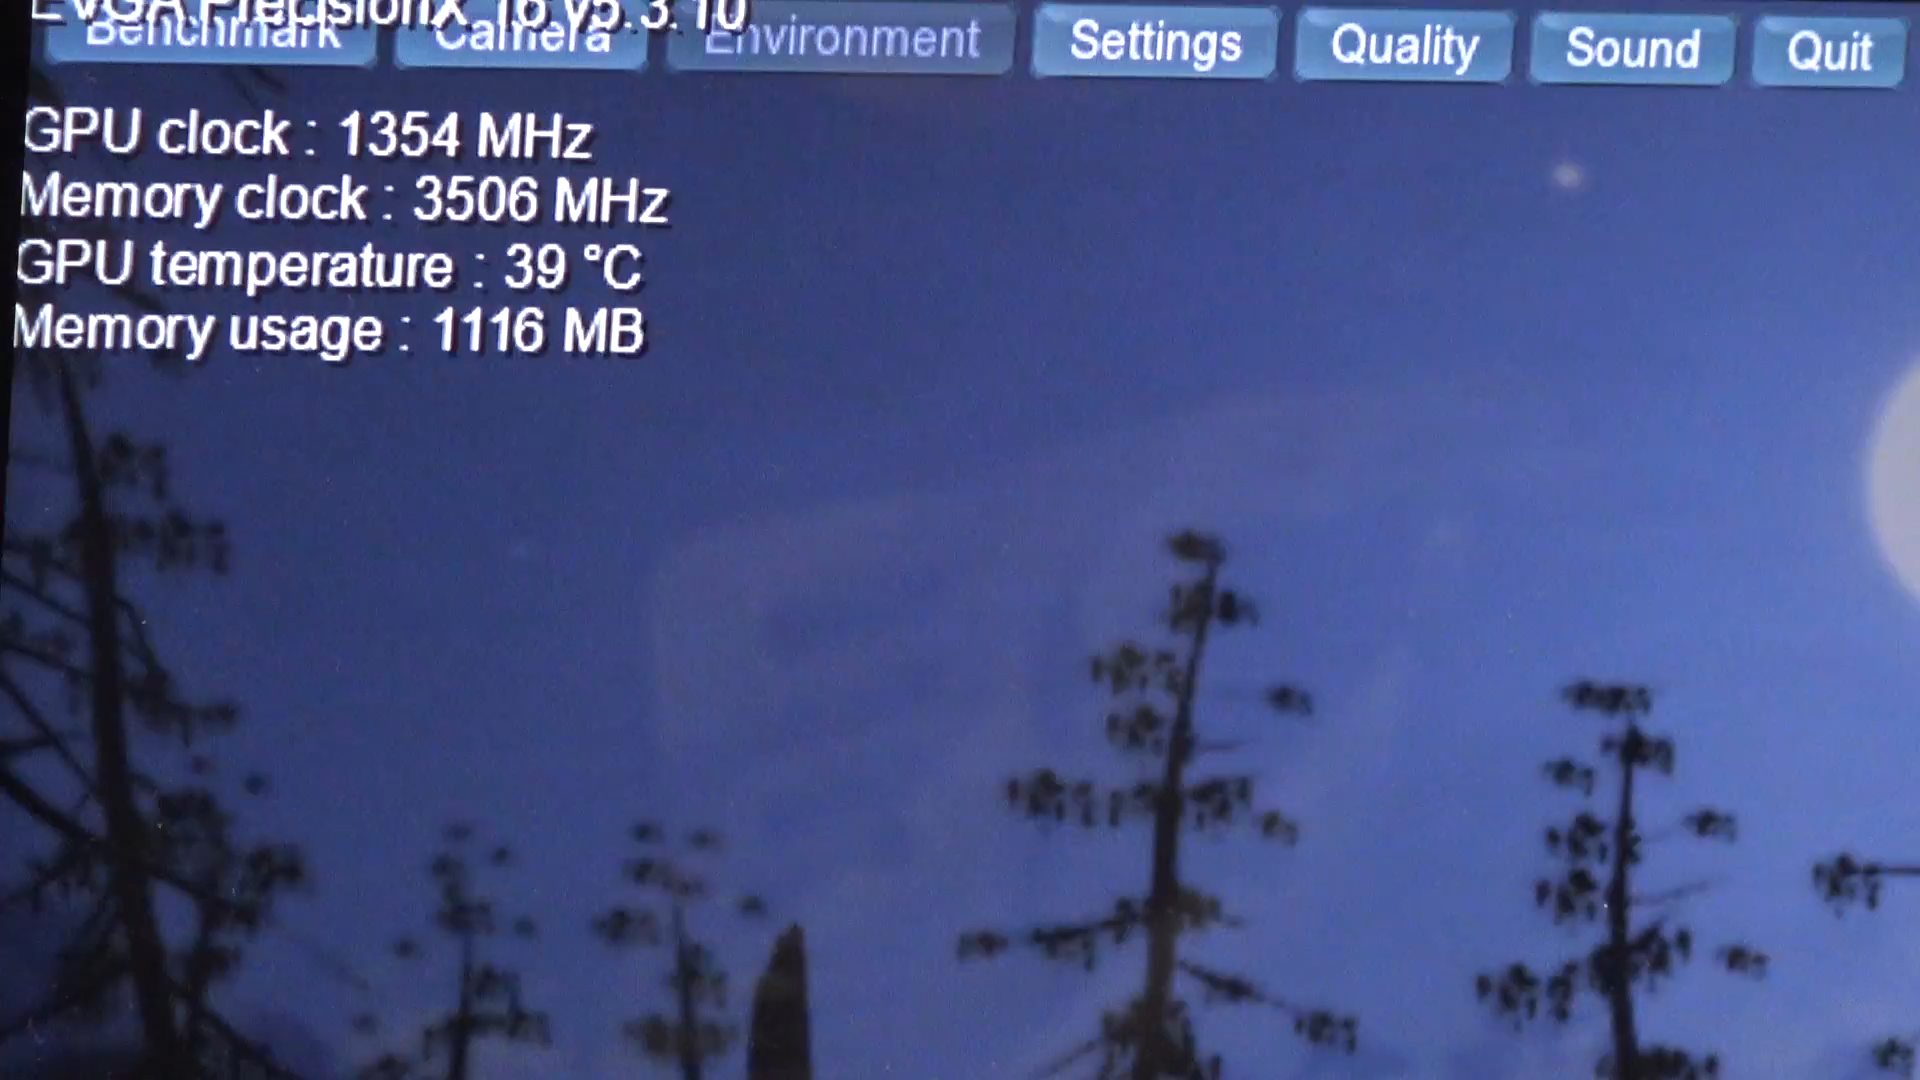 EVGA PrecisionX 16 v5.3.10
Benchmark Camera Environment Settings Quality Sound Quit
GPU clock : 1354 MHz
Memory clock : 3506 MHz
GPU temperature : 39 °C
Memory usage : 1116 MB